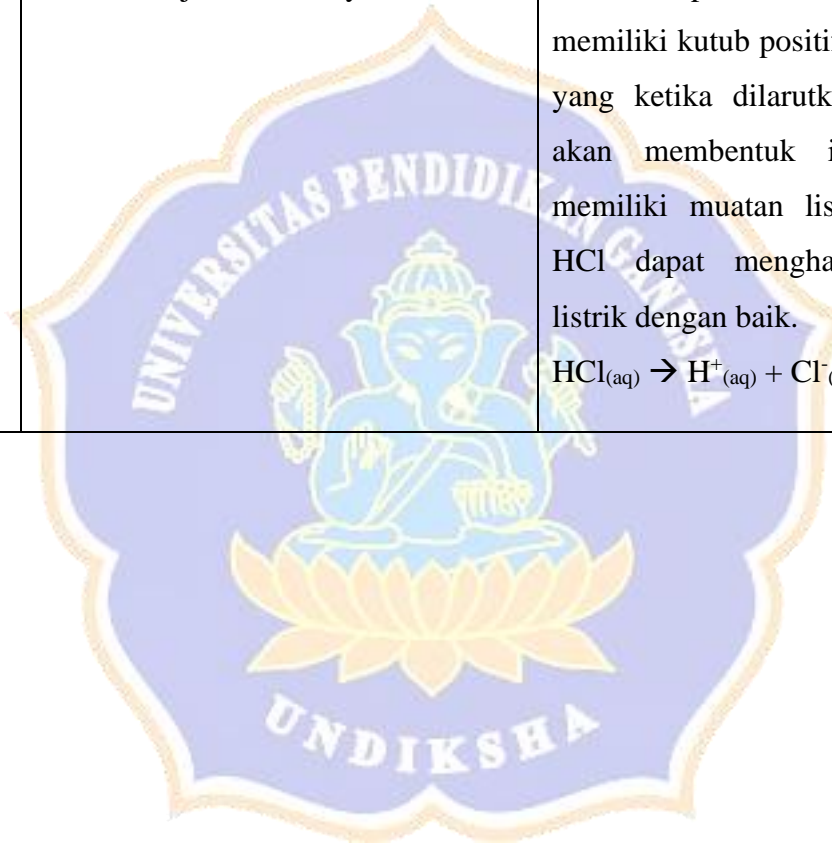 memiliki kutub positi
yang ketika dilarutk
akan membentuk i
memiliki muatan lis
HCl dapat mengha
listrik dengan baik.
HCl(aq) → H⁺(aq) + Cl⁻(
UNIVERSITAS PENDIDIKAN GANESHA
UNDIKSHA